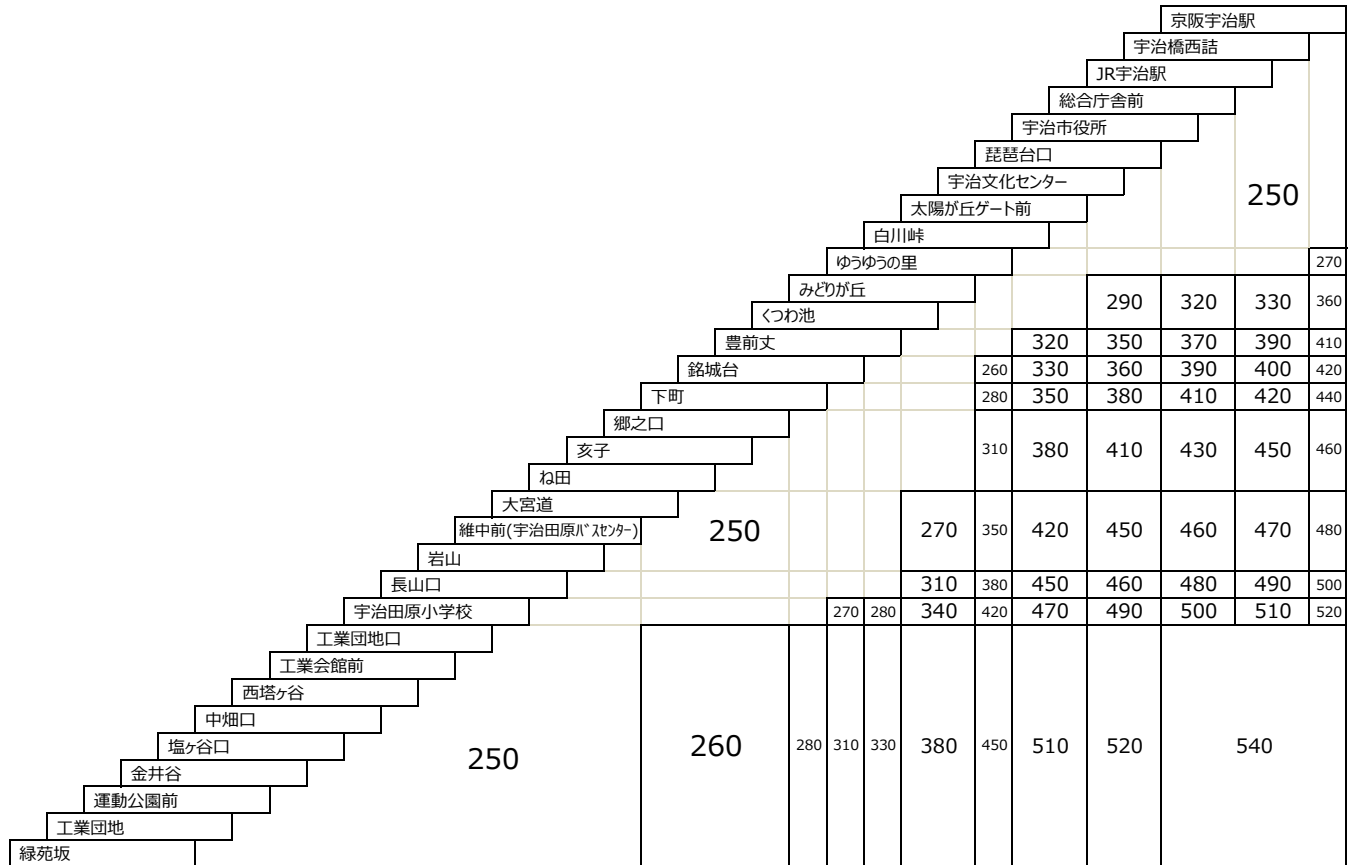 京阪宇治駅
宇治橋西詰
JR宇治駅
総合庁舎前
宇治市役所
琵琶台口
宇治文化センター
250
太陽が丘ゲート前
白川峠
ゆうゆうの里 270
みどりが丘
290 320 330 360
くつわ池
豊前丈 320 350 370 390 410
銘城台 260 330 360 390 400 420
下町 280 350 380 410 420 440
郷之口
亥子 310 380 410 430 450 460
ね田
大宮道
維中前(宇治田原バスセンター) 250 270 350 420 450 460 470 480
岩山
長山口 310 380 450 460 480 490 500
宇治田原小学校 270 280 340 420 470 490 500 510 520
工業団地口
工業会館前
西塔ヶ谷
中畑口
塩ヶ谷口
250 260 280 310 330 380 450 510 520 540
金井谷
運動公園前
工業団地
緑苑坂